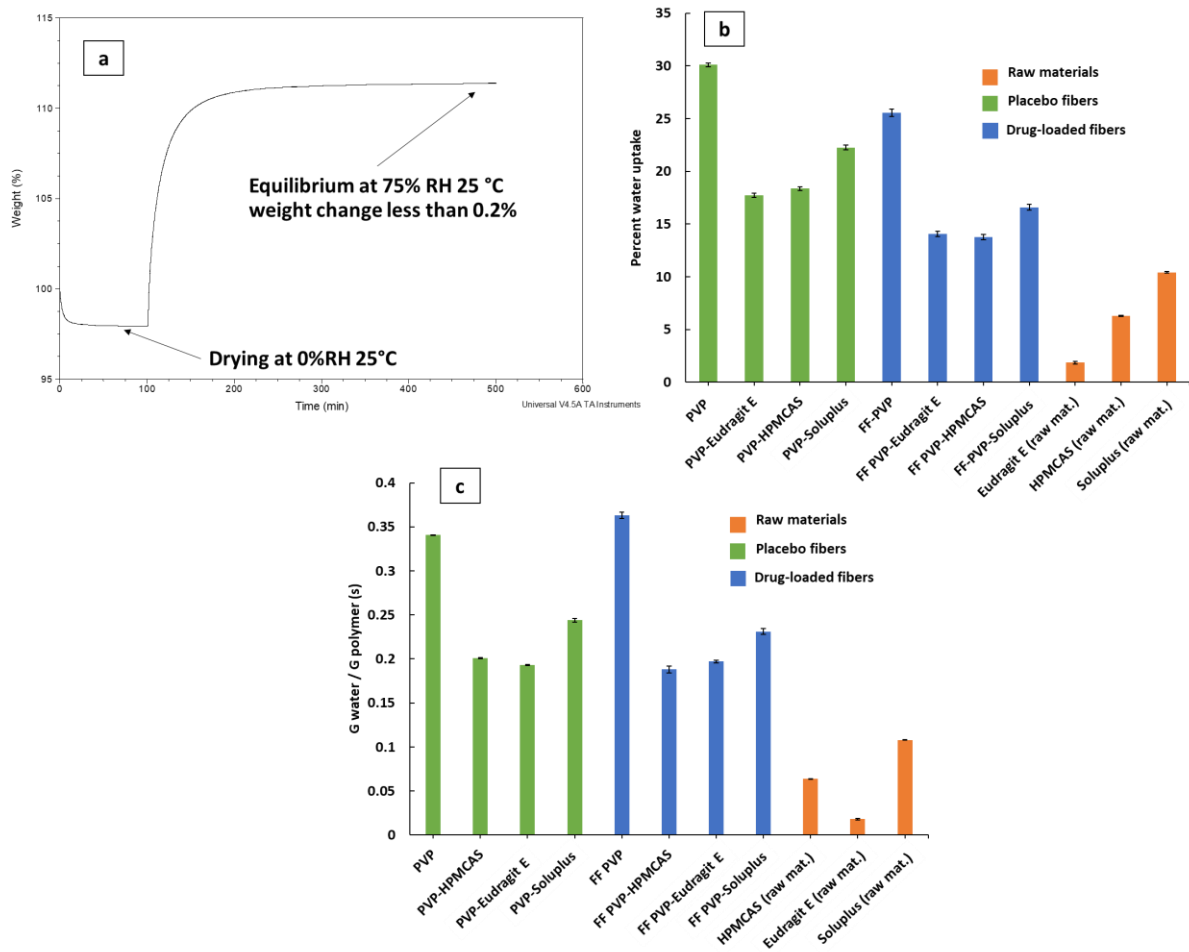 a
115
110
105
100
95
Weight (%)
Equilibrium at 75% RH 25 °C
weight change less than 0.2%
Drying at 0%RH 25°C
0
100
200
300
400
500
600
Time (min)
Universal V4.5A TA Instruments
b
35
30
25
20
15
10
5
0
Percent water uptake
Raw materials
Placebo fibers
Drug-loaded fibers
PVP
PVP-Eudragit E
PVP-HPMCAS
PVP-Soluplus
FF-PVP
FF PVP-Eudragit E
FF PVP-HPMCAS
FF-PVP-Soluplus
Eudragit E (raw mat.)
HPMCAS (raw mat.)
Soluplus (raw mat.)
c
0.4
0.35
0.3
0.25
0.2
0.15
0.1
0.05
0
G water / G polymer (s)
Raw materials
Placebo fibers
Drug-loaded fibers
PVP
PVP-HPMCAS
PVP-Eudragit E
PVP-Soluplus
FF PVP
FF PVP-HPMCAS
FF PVP-Eudragit E
FF PVP-Soluplus
HPMCAS (raw mat.)
Eudragit E (raw mat.)
Soluplus (raw mat.)